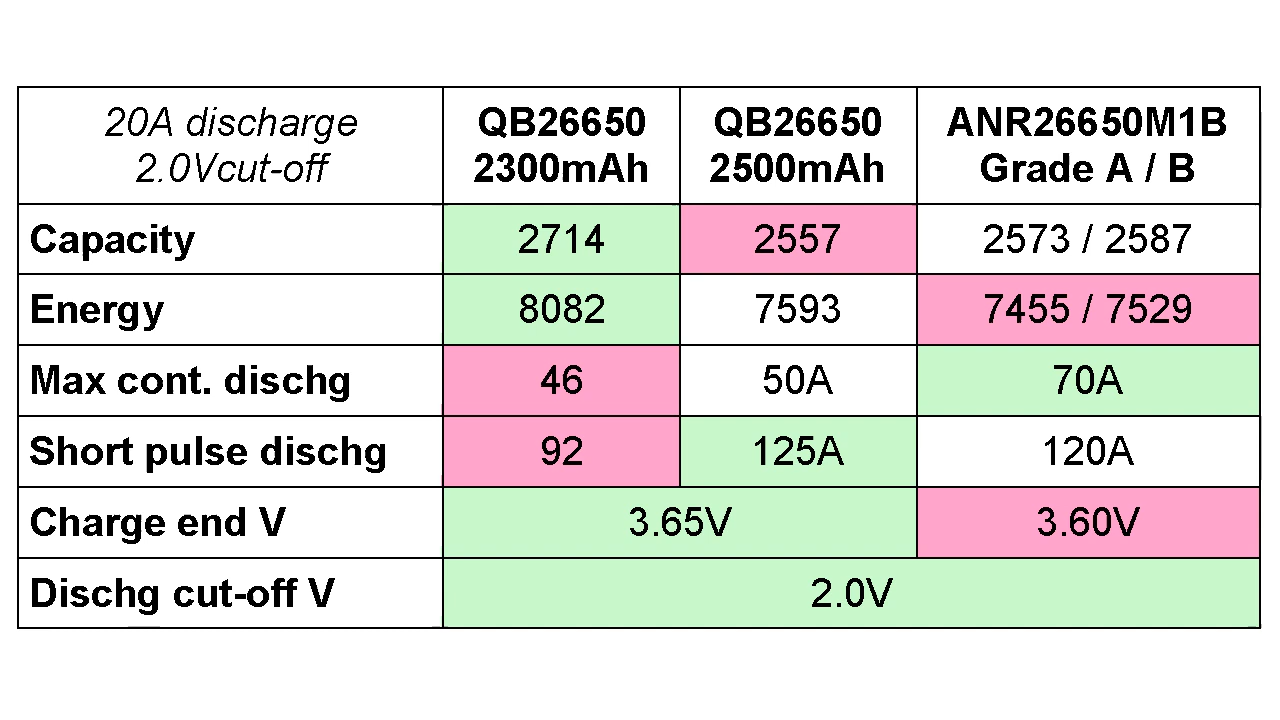 20A discharge
2.0Vcut-off
QB26650
2300mAh
QB26650
2500mAh
ANR26650M1B
Grade A / B
Capacity
2714
2557
2573 / 2587
Energy
8082
7593
7455 / 7529
Max cont. dischg
46
50A
70A
Short pulse dischg
92
125A
120A
Charge end V
3.65V
3.60V
Dischg cut-off V
2.0V